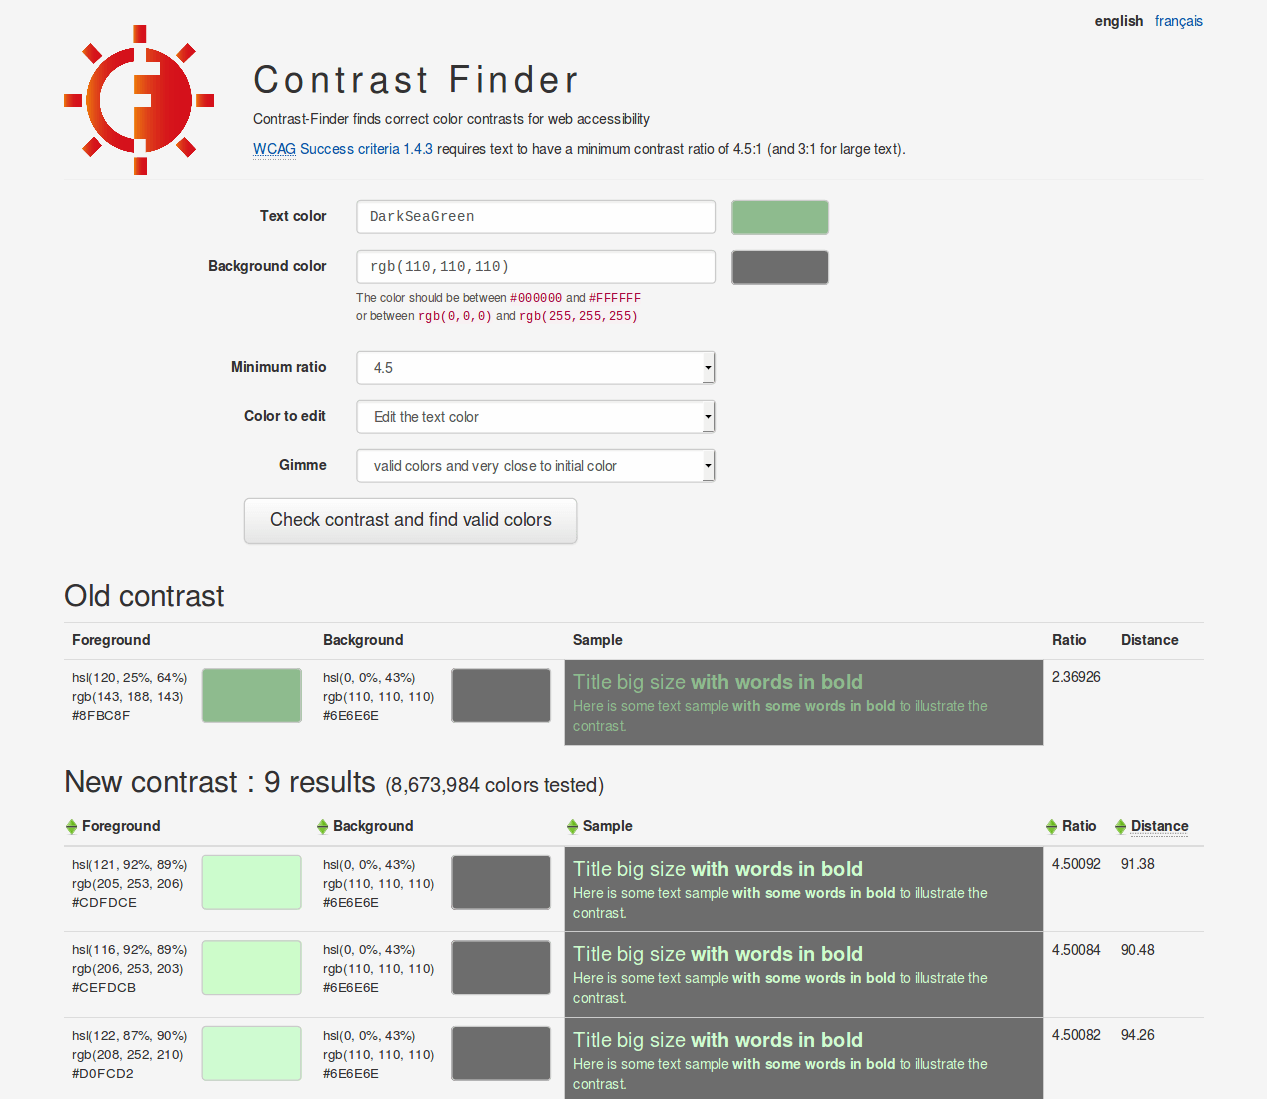 english français
Contrast Finder
Contrast-Finder finds correct color contrasts for web accessibility
WCAG Success criteria 1.4.3 requires text to have a minimum contrast ratio of 4.5:1 (and 3:1 for large text).
Text color DarkSeaGreen
Background color rgb(110,110,110)
The color should be between #000000 and #FFFFFF
or between rgb(0,0,0) and rgb(255,255,255)
Minimum ratio 4.5
Color to edit Edit the text color
Gimme valid colors and very close to initial color
Check contrast and find valid colors
Old contrast
Foreground Background Sample Ratio Distance
hsl(120, 25%, 64%) hsl(0, 0%, 43%) Title big size with words in bold 2.36926
rgb(143, 188, 143) rgb(110, 110, 110) Here is some text sample with some words in bold to illustrate the
#8FBC8F #6E6E6E contrast.
New contrast : 9 results (8,673,984 colors tested)
Foreground Background Sample Ratio Distance
hsl(121, 92%, 89%) hsl(0, 0%, 43%) Title big size with words in bold 4.50092 91.38
rgb(205, 253, 206) rgb(110, 110, 110) Here is some text sample with some words in bold to illustrate the
#CDFDCE #6E6E6E contrast.
hsl(116, 92%, 89%) hsl(0, 0%, 43%) Title big size with words in bold 4.50084 90.48
rgb(206, 253, 203) rgb(110, 110, 110) Here is some text sample with some words in bold to illustrate the
#CEFDCB #6E6E6E contrast.
hsl(122, 87%, 90%) hsl(0, 0%, 43%) Title big size with words in bold 4.50082 94.26
rgb(208, 252, 210) rgb(110, 110, 110) Here is some text sample with some words in bold to illustrate the
#D0FCD2 #6E6E6E contrast.